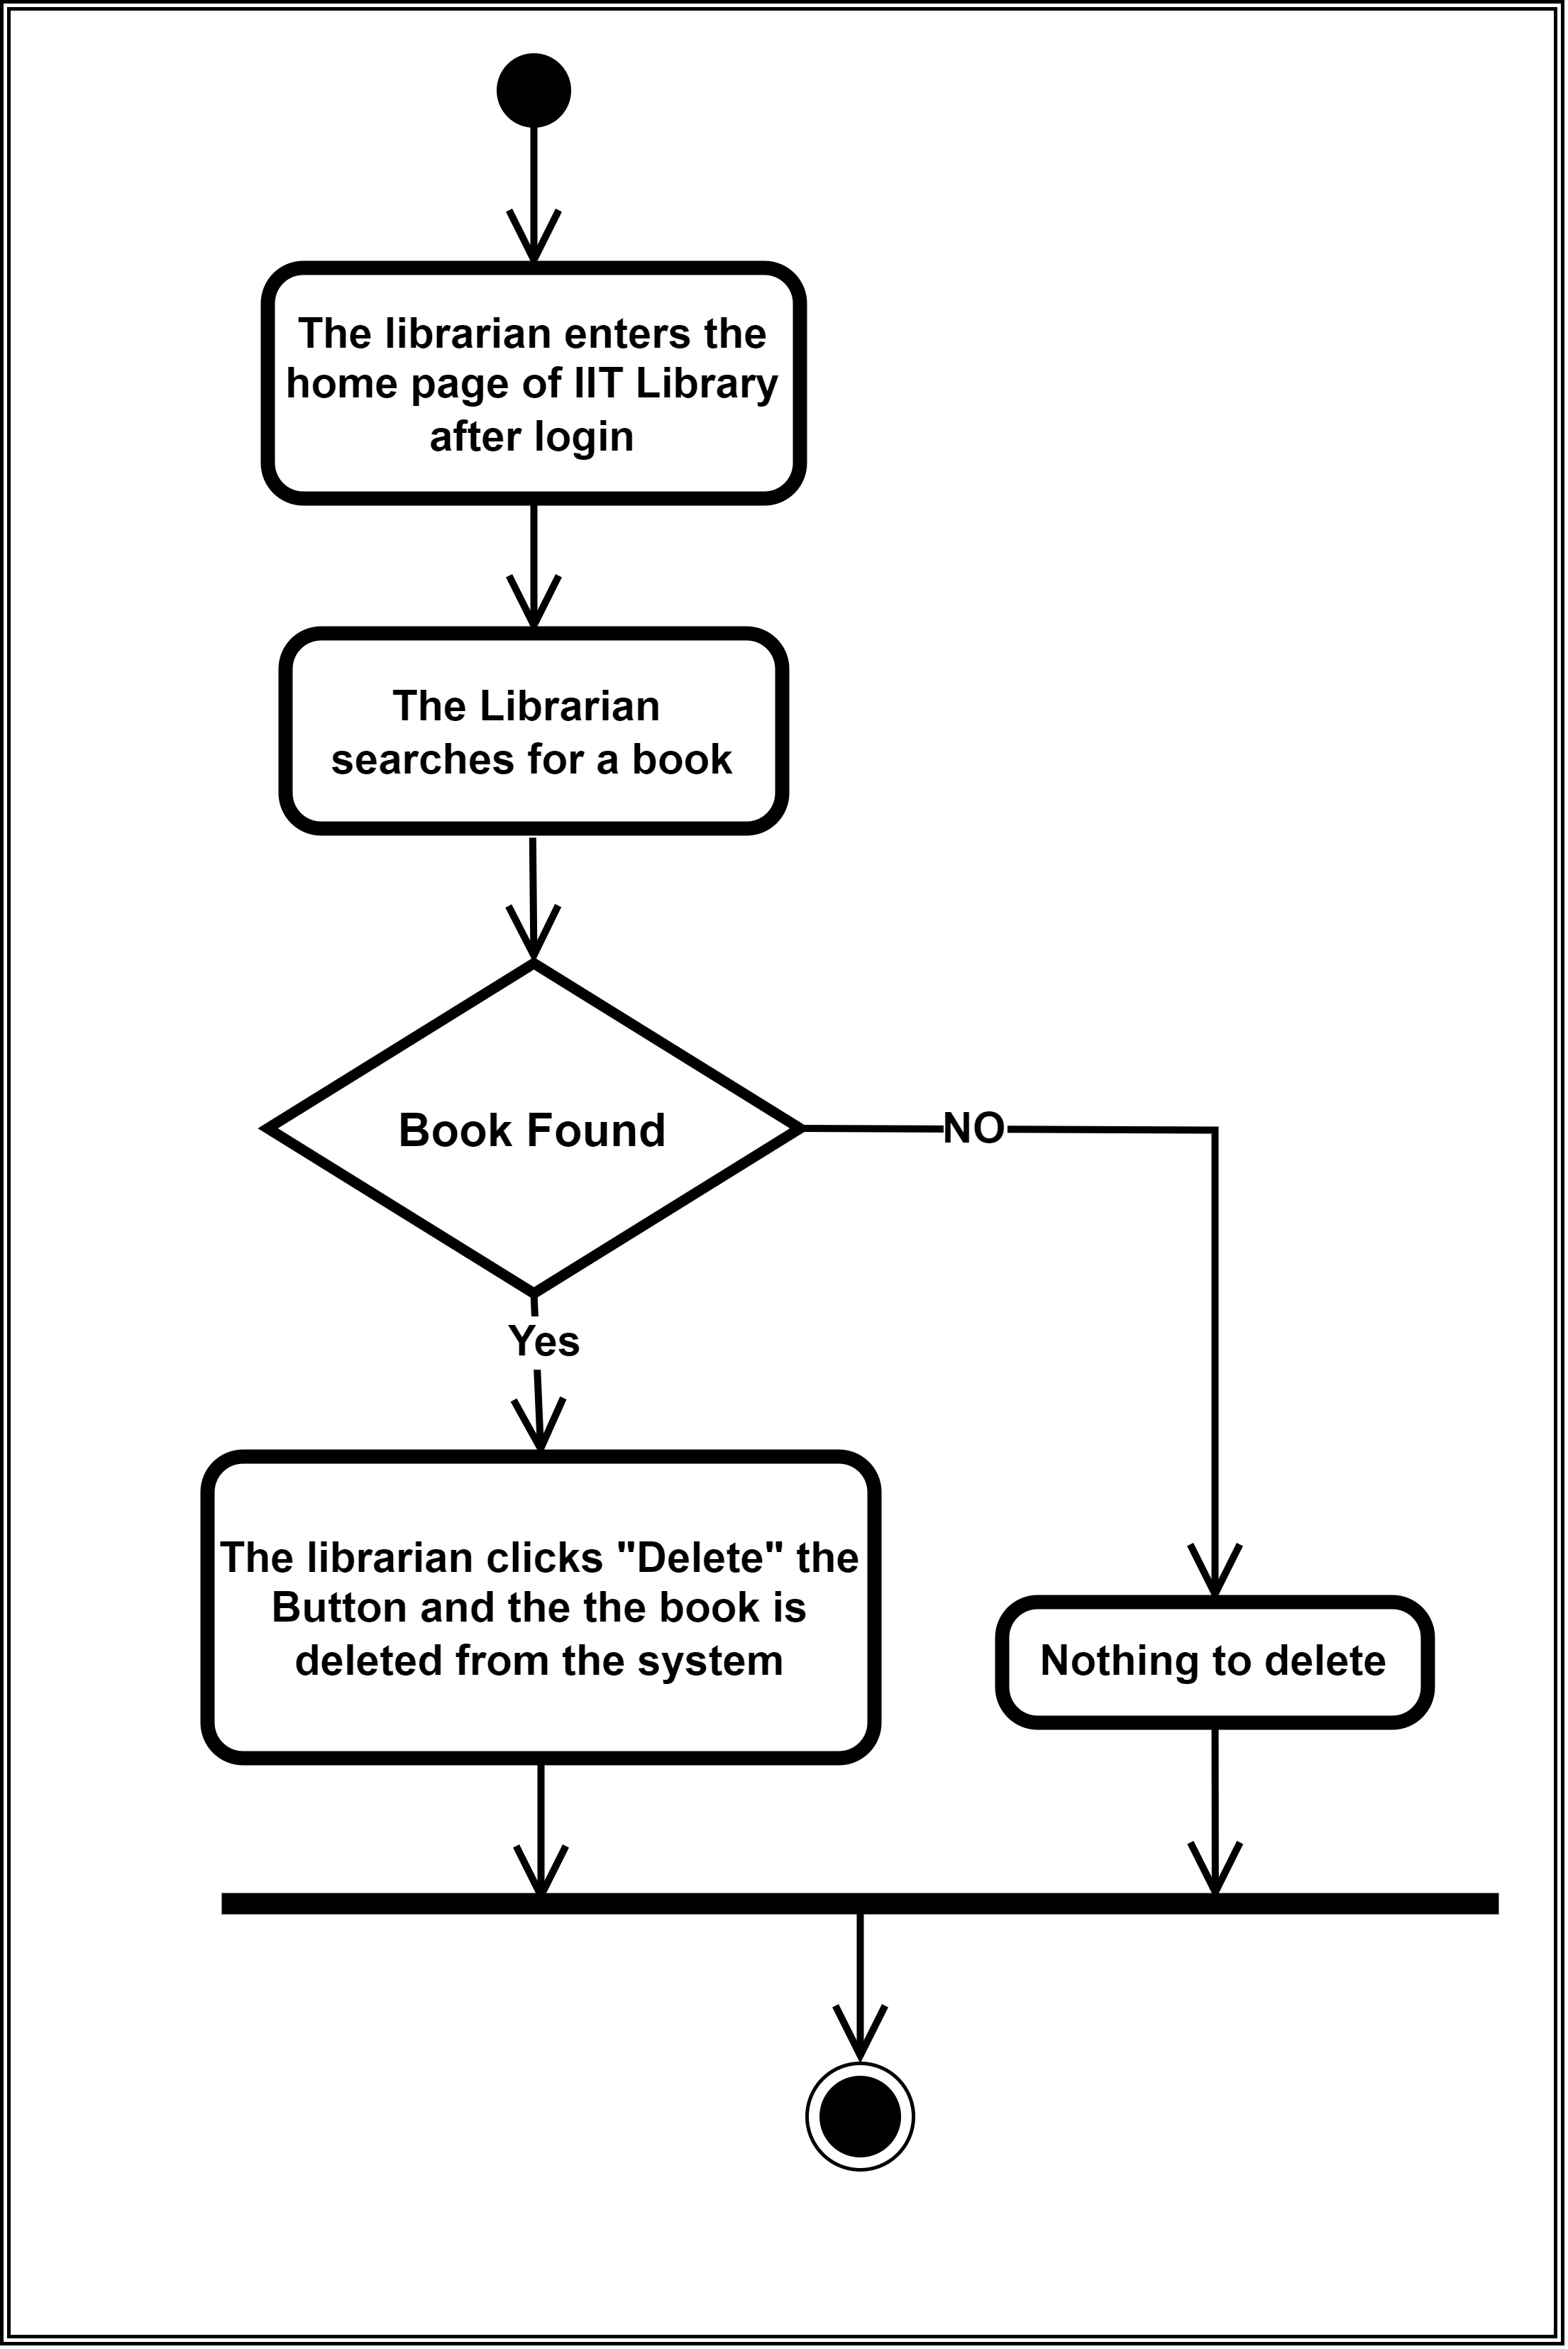 The librarian enters the
home page of IIT Library
after login
The Librarian
searches for a book
Book Found
NO
Yes
The librarian clicks "Delete" the
Button and the the book is
deleted from the system
Nothing to delete